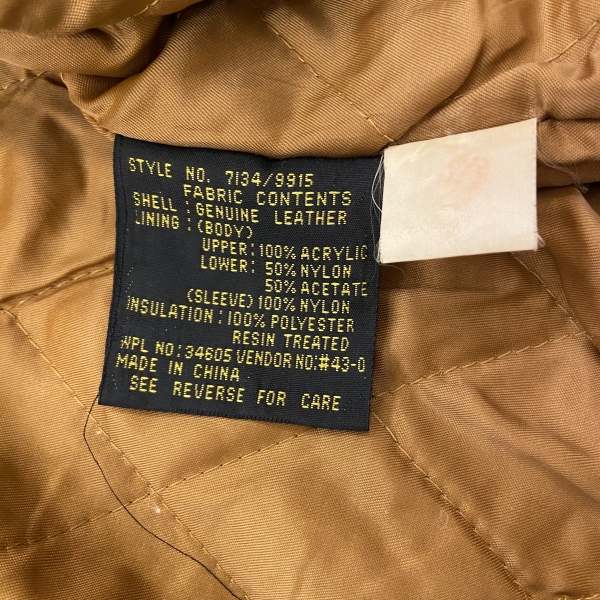 STYLE NO. 7134/9915
FABRIC CONTENTS
SHELL : GENUINE LEATHER
LINING : (BODY)
UPPER: 100% ACRYLIC
LOWER: 50% NYLON
50% ACETATE
(SLEEVE) 100% NYLON
INSULATION : 100% POLYESTER
RESIN TREATED
WPL NO: 34605 VENDOR NO: #43-0
MADE IN CHINA
SEE REVERSE FOR CARE